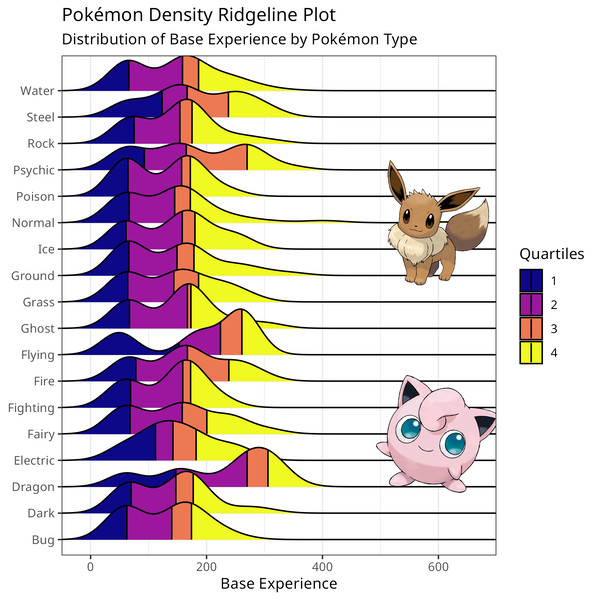 Pokémon Density Ridgeline Plot
Distribution of Base Experience by Pokémon Type
Water
Steel
Rock
Psychic
Poison
Normal
Ice
Ground
Grass
Ghost
Flying
Fire
Fighting
Fairy
Electric
Dragon
Dark
Bug
0 200 400 600
Base Experience
Quartiles
1
2
3
4